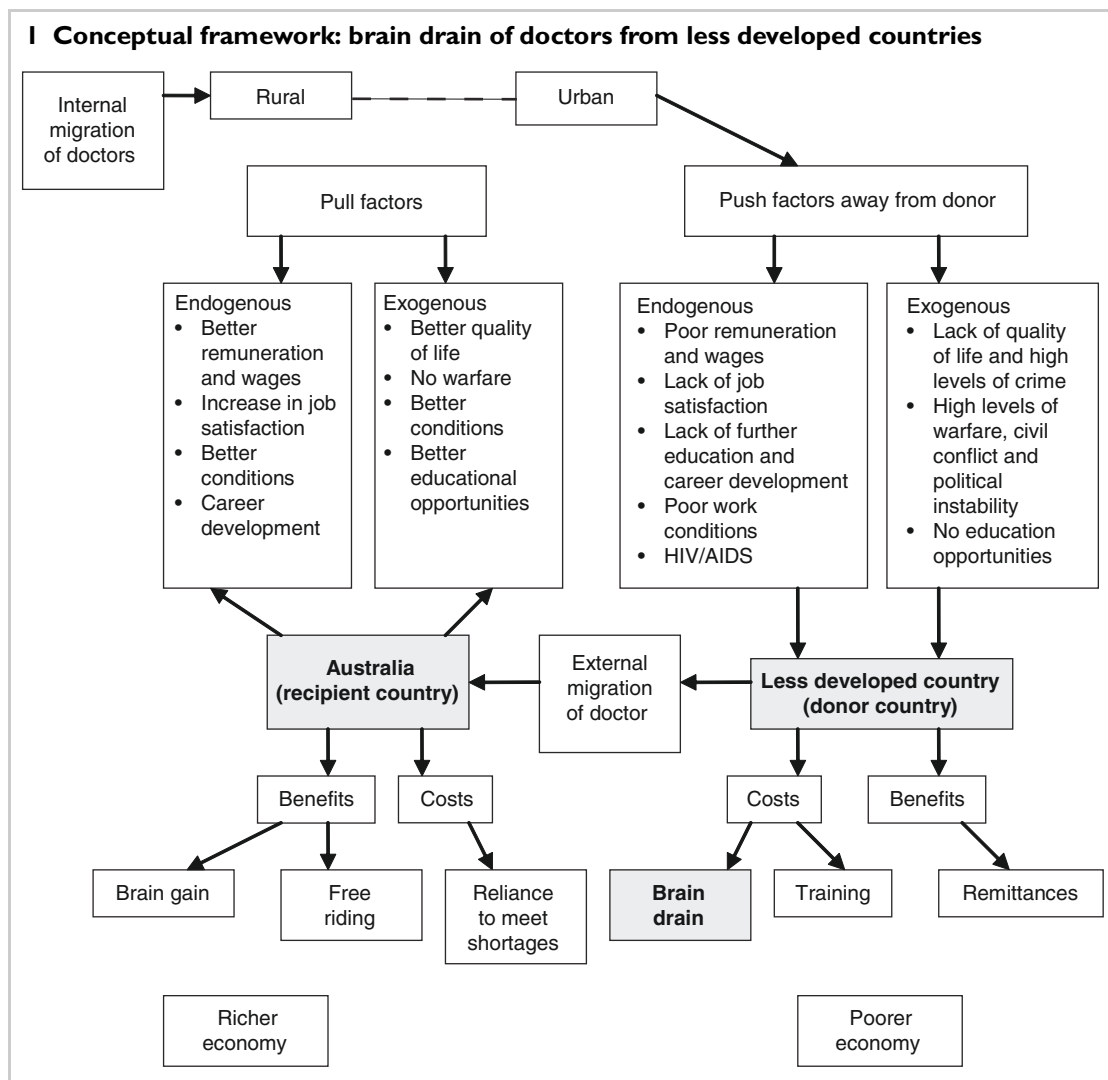 1 Conceptual framework: brain drain of doctors from less developed countries
Internal
migration
of doctors
Rural
Urban
Pull factors
Push factors away from donor
Endogenous
• Better
remuneration
and wages
• Increase in job
satisfaction
• Better
conditions
• Career
development
Exogenous
• Better quality
of life
• No warfare
• Better
conditions
• Better
educational
opportunities
Endogenous
• Poor remuneration
and wages
• Lack of job
satisfaction
• Lack of further
education and
career development
• Poor work
conditions
• HIV/AIDS
Exogenous
• Lack of quality
of life and high
levels of crime
• High levels of
warfare, civil
conflict and
political
instability
• No education
opportunities
Australia
(recipient country)
External
migration
of doctor
Less developed country
(donor country)
Benefits
Costs
Costs
Benefits
Brain gain
Free
riding
Reliance
to meet
shortages
Brain
drain
Training
Remittances
Richer
economy
Poorer
economy